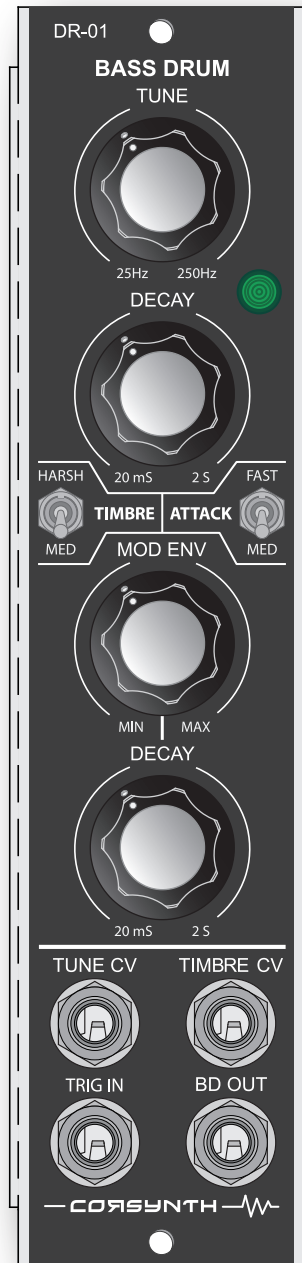 DR-01
BASS DRUM
TUNE
25Hz 250Hz
DECAY
20 mS 2 S
HARSH FAST
TIMBRE ATTACK
MED MED
MOD ENV
MIN MAX
DECAY
20 mS 2 S
TUNE CV TIMBRE CV
TRIG IN BD OUT
CORSYNTH